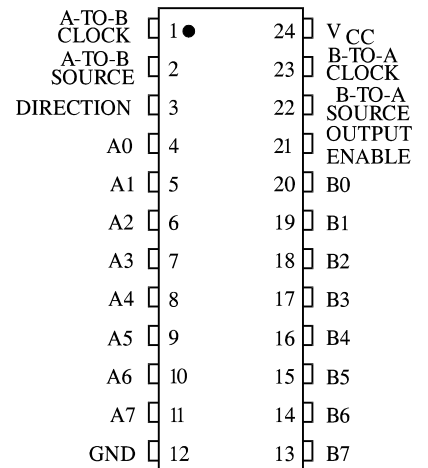 A-TO-B CLOCK 1 24 V CC
A-TO-B SOURCE 2 23 B-TO-A CLOCK
DIRECTION 3 22 B-TO-A SOURCE
A0 4 21 OUTPUT ENABLE
A1 5 20 B0
A2 6 19 B1
A3 7 18 B2
A4 8 17 B3
A5 9 16 B4
A6 10 15 B5
A7 11 14 B6
GND 12 13 B7